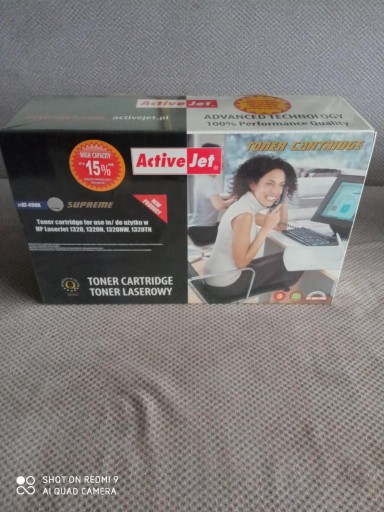 activejet.pl
ActiveJet®
ADVANCED TECHNOLOGY
100% Performance Quality
HIGH CAPACITY
15%
ActiveJet®
TONER CARTRIDGE
SUPREME
NEW PRODUCT
Toner cartridge for use in/ do użytku w
HP LaserJet 1320, 1320N, 1320NW, 1320TN
TONER CARTRIDGE
TONER LASEROWY
SHOT ON REDMI 9
AI QUAD CAMERA